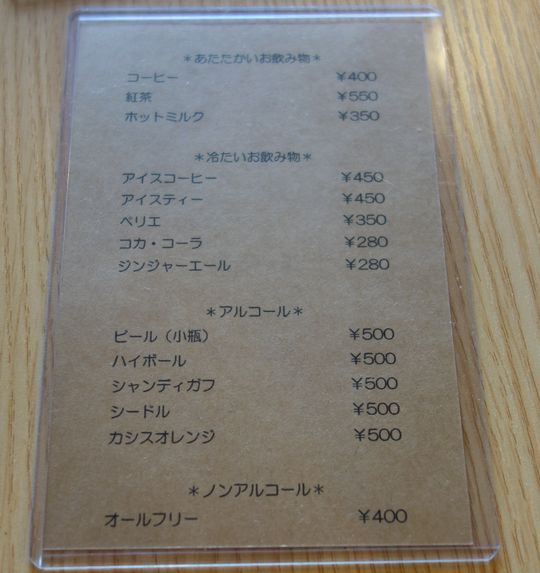 ＊あたたかいお飲み物＊
コーヒー ￥400
紅茶 ￥550
ホットミルク ￥350
＊冷たいお飲み物＊
アイスコーヒー ￥450
アイスティー ￥450
ペリエ ￥350
コカ・コーラ ￥280
ジンジャーエール ￥280
＊アルコール＊
ビール（小瓶） ￥500
ハイボール ￥500
シャンディガフ ￥500
シードル ￥500
カシスオレンジ ￥500
＊ノンアルコール＊
オールフリー ￥400